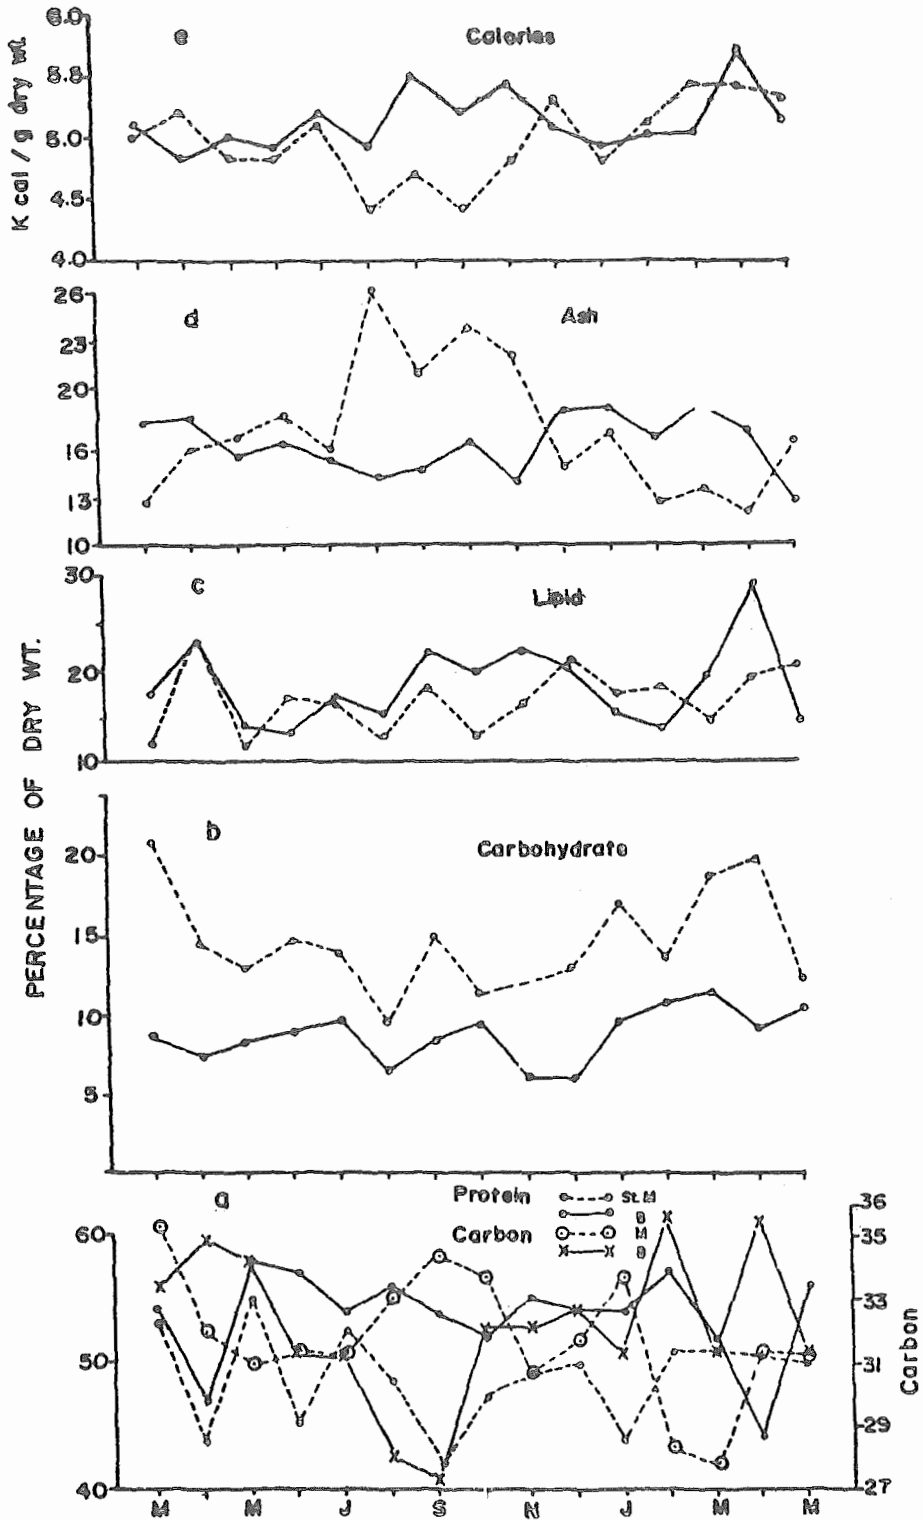 6.0
e
Calories
5.5
5.0
4.5
4.0
K cal / g dry wt
26
d
Ash
23
20
16
13
10
30
c
Lipid
20
10
PERCENTAGE OF DRY WT.
b
Carbohydrate
20
15
10
5
a
Protein
St.M
B
Carbon
M
B
60
50
40
36
35
33
31
29
27
Carbon
M M J S N J M M